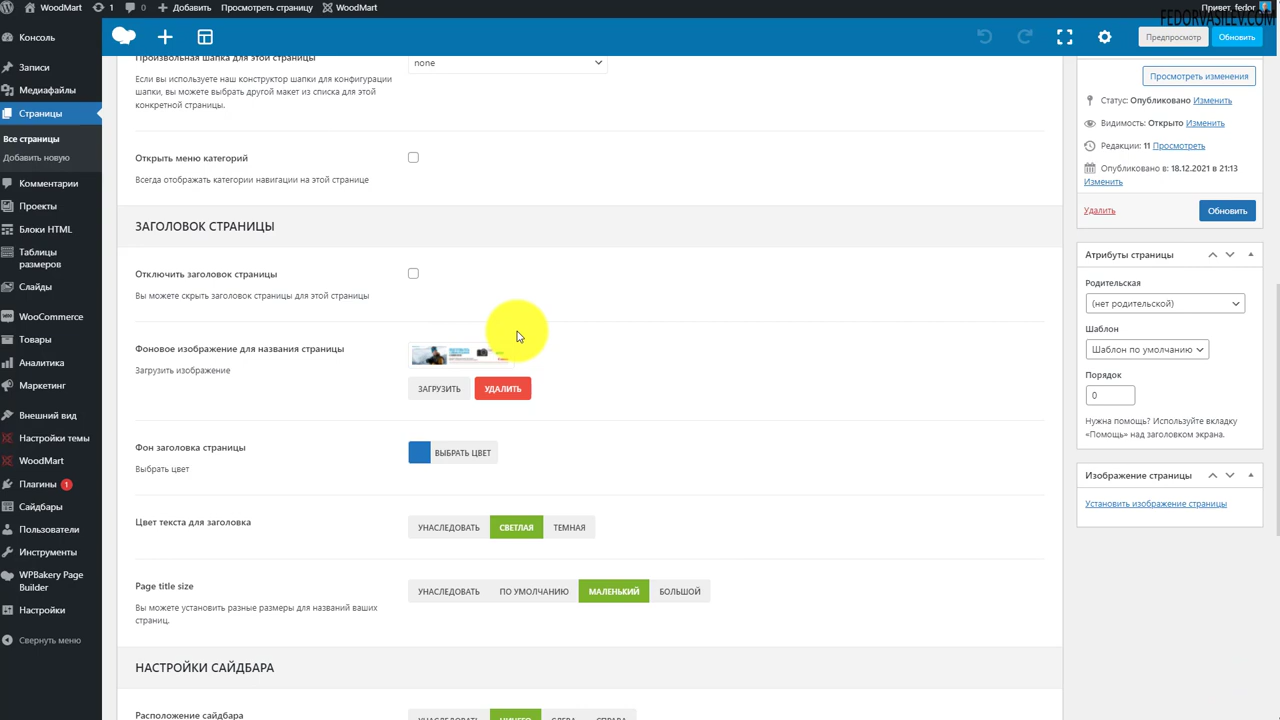 WoodMart 1 0 Добавить Просмотреть страницу WoodMart Привет, fedor
FEDORVASILEV.COM
Консоль
Записи
Медиафайлы
Страницы
Все страницы
Добавить новую
Комментарии
Проекты
Блоки HTML
Таблицы
размеров
Слайды
WooCommerce
Товары
Аналитика
Маркетинг
Внешний вид
Настройки темы
WoodMart
Плагины 1
Сайдбары
Пользователи
Инструменты
WPBakery Page
Builder
Настройки
Свернуть меню
Предпросмотр Обновить
Произвольная шапка для этой страницы
none
Если вы используете наш конструктор шапки для конфигурации
шапки, вы можете выбрать другой макет из списка для этой
конкретной страницы.
Открыть меню категорий
Всегда отображать категории навигации на этой странице
ЗАГОЛОВОК СТРАНИЦЫ
Отключить заголовок страницы
Вы можете скрыть заголовок страницы для этой страницы
Фоновое изображение для названия страницы
Загрузить изображение
ЗАГРУЗИТЬ УДАЛИТЬ
Фон заголовка страницы
Выбрать цвет
ВЫБРАТЬ ЦВЕТ
Цвет текста для заголовка
УНАСЛЕДОВАТЬ СВЕТЛАЯ ТЕМНАЯ
Page title size
Вы можете установить разные размеры для названий ваших
страниц.
УНАСЛЕДОВАТЬ ПО УМОЛЧАНИЮ МАЛЕНЬКИЙ БОЛЬШОЙ
НАСТРОЙКИ САЙДБАРА
Расположение сайдбара
УНАСЛЕДОВАТЬ НИЧЕГО СЛЕВА СПРАВА
Просмотреть изменения
Статус: Опубликовано Изменить
Видимость: Открыто Изменить
Редакции: 11 Просмотреть
Опубликовано в: 18.12.2021 в 21:13
Изменить
Удалить Обновить
Атрибуты страницы
Родительская
(нет родительской)
Шаблон
Шаблон по умолчанию
Порядок
0
Нужна помощь? Используйте вкладку
«Помощь» над заголовком экрана.
Изображение страницы
Установить изображение страницы